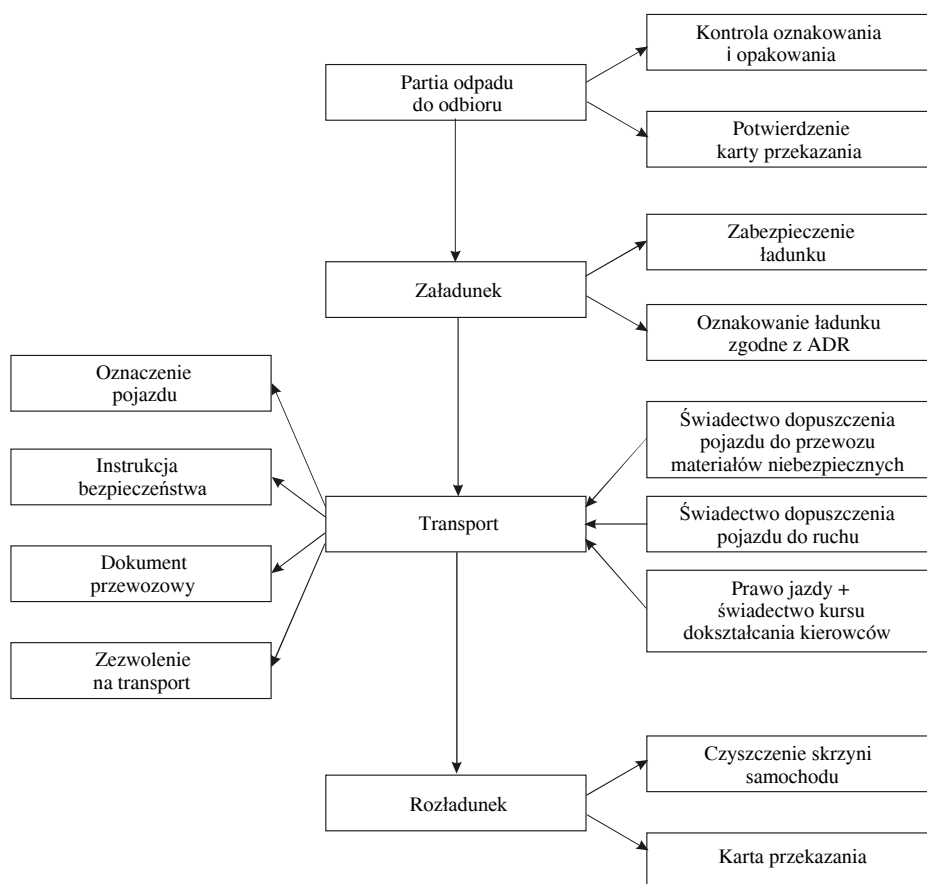 Kontrola oznakowania
i opakowania
Partia odpadu
do odbioru
Potwierdzenie
karty przekazania
Zabezpieczenie
ładunku
Załadunek
Oznakowanie ładunku
zgodne z ADR
Oznaczenie
pojazdu
Świadectwo dopuszczenia
pojazdu do przewozu
materiałów niebezpiecznych
Instrukcja
bezpieczeństwa
Transport
Świadectwo dopuszczenia
pojazdu do ruchu
Dokument
przewozowy
Prawo jazdy +
świadectwo kursu
dokształcania kierowców
Zezwolenie
na transport
Czyszczenie skrzyni
samochodu
Rozładunek
Karta przekazania